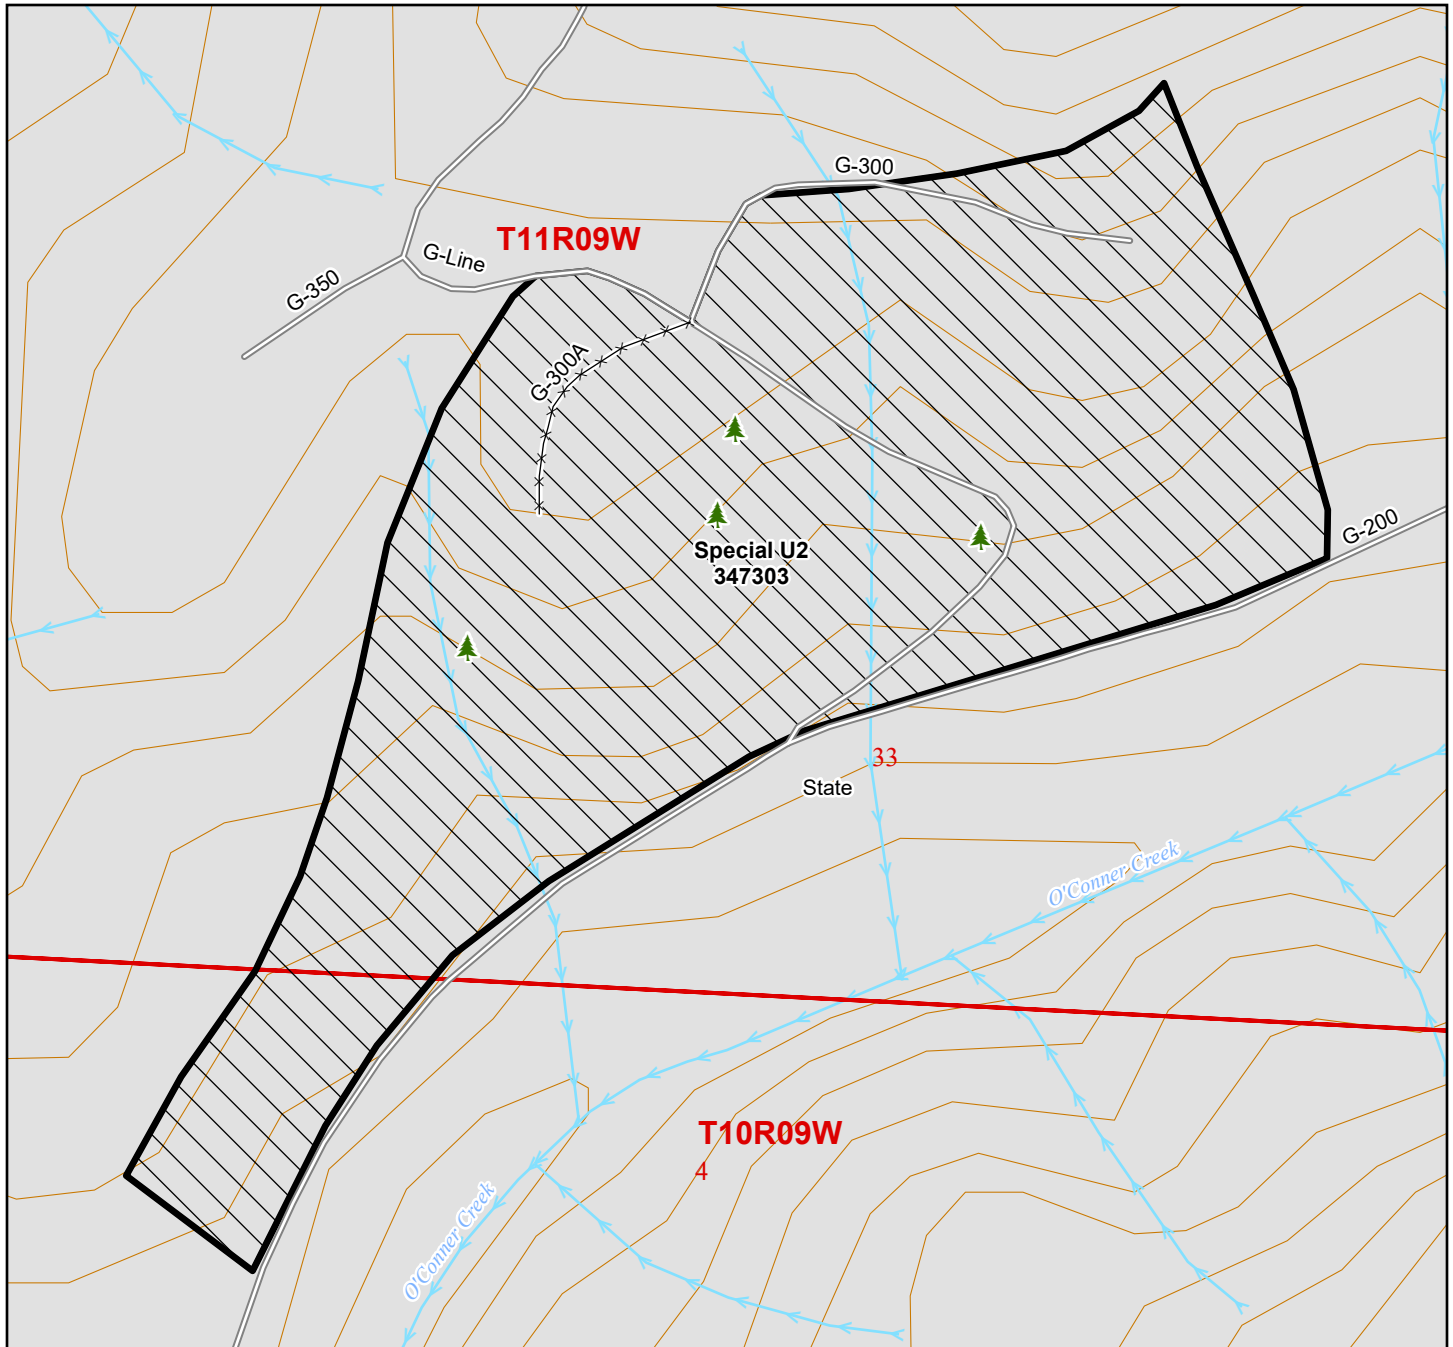 G-300
T11R09W
G-Line
G-350
G-300A
G-200
Special U2
347303
33
State
O'Conner Creek
T10R09W
4
O'Conner Creek